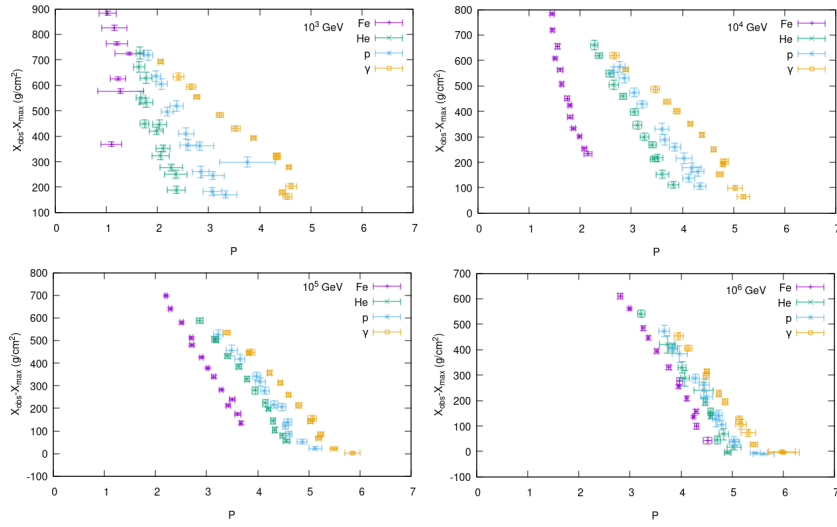 X_obs-X_max (g/cm²)
900
800
700
600
500
400
300
200
100
10³ GeV
Fe
He
p
γ
0 1 2 3 4 5 6 7
P
X_obs-X_max (g/cm²)
800
700
600
500
400
300
200
100
0
10⁴ GeV
Fe
He
p
γ
0 1 2 3 4 5 6 7
P
X_obs-X_max (g/cm²)
800
700
600
500
400
300
200
100
0
-100
10⁵ GeV
Fe
He
p
γ
0 1 2 3 4 5 6 7
P
X_obs-X_max (g/cm²)
700
600
500
400
300
200
100
0
-100
10⁶ GeV
Fe
He
p
γ
0 1 2 3 4 5 6 7
P